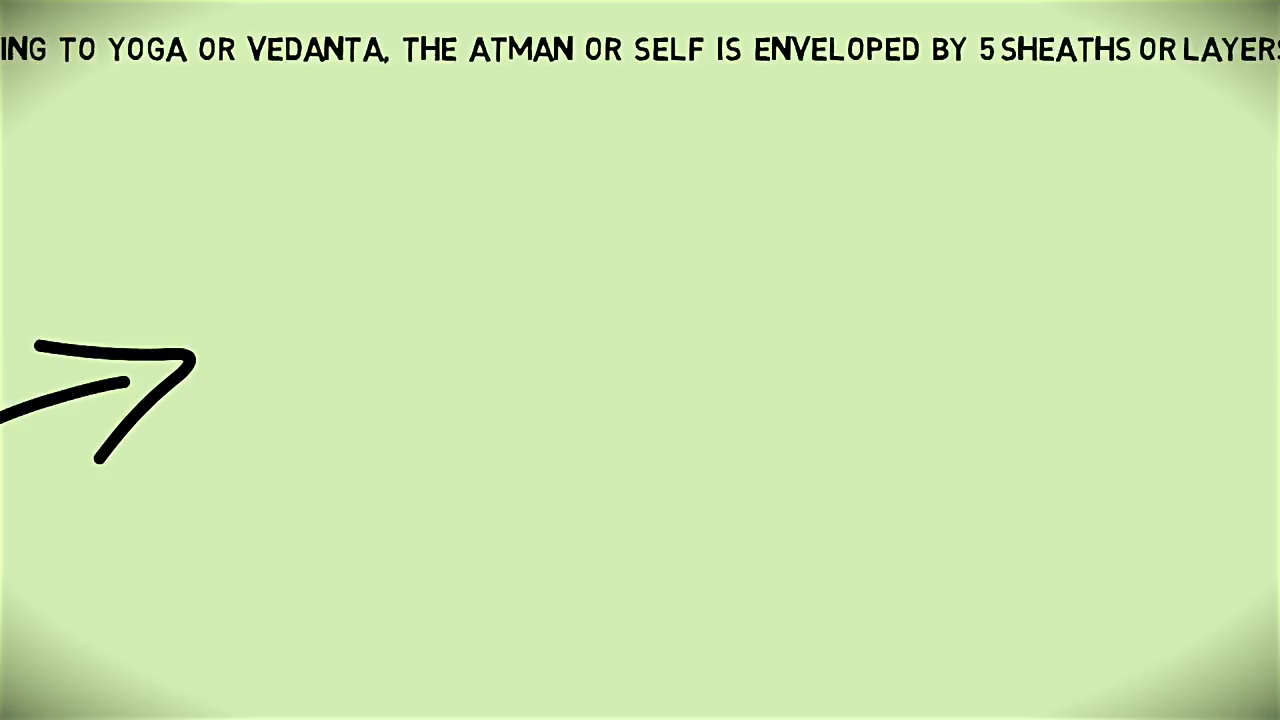 ING TO YOGA OR VEDANTA, THE ATMAN OR SELF IS ENVELOPED BY 5 SHEATHS OR LAYERS